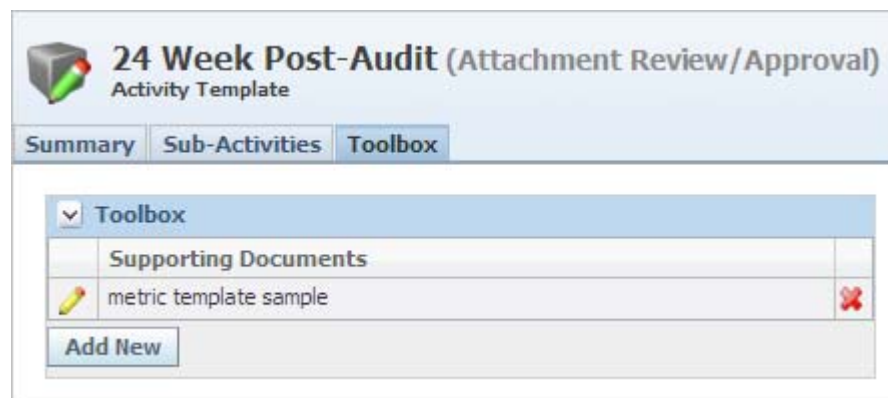 24 Week Post-Audit (Attachment Review/Approval)
Activity Template
Summary Sub-Activities Toolbox
Toolbox
Supporting Documents
metric template sample
Add New